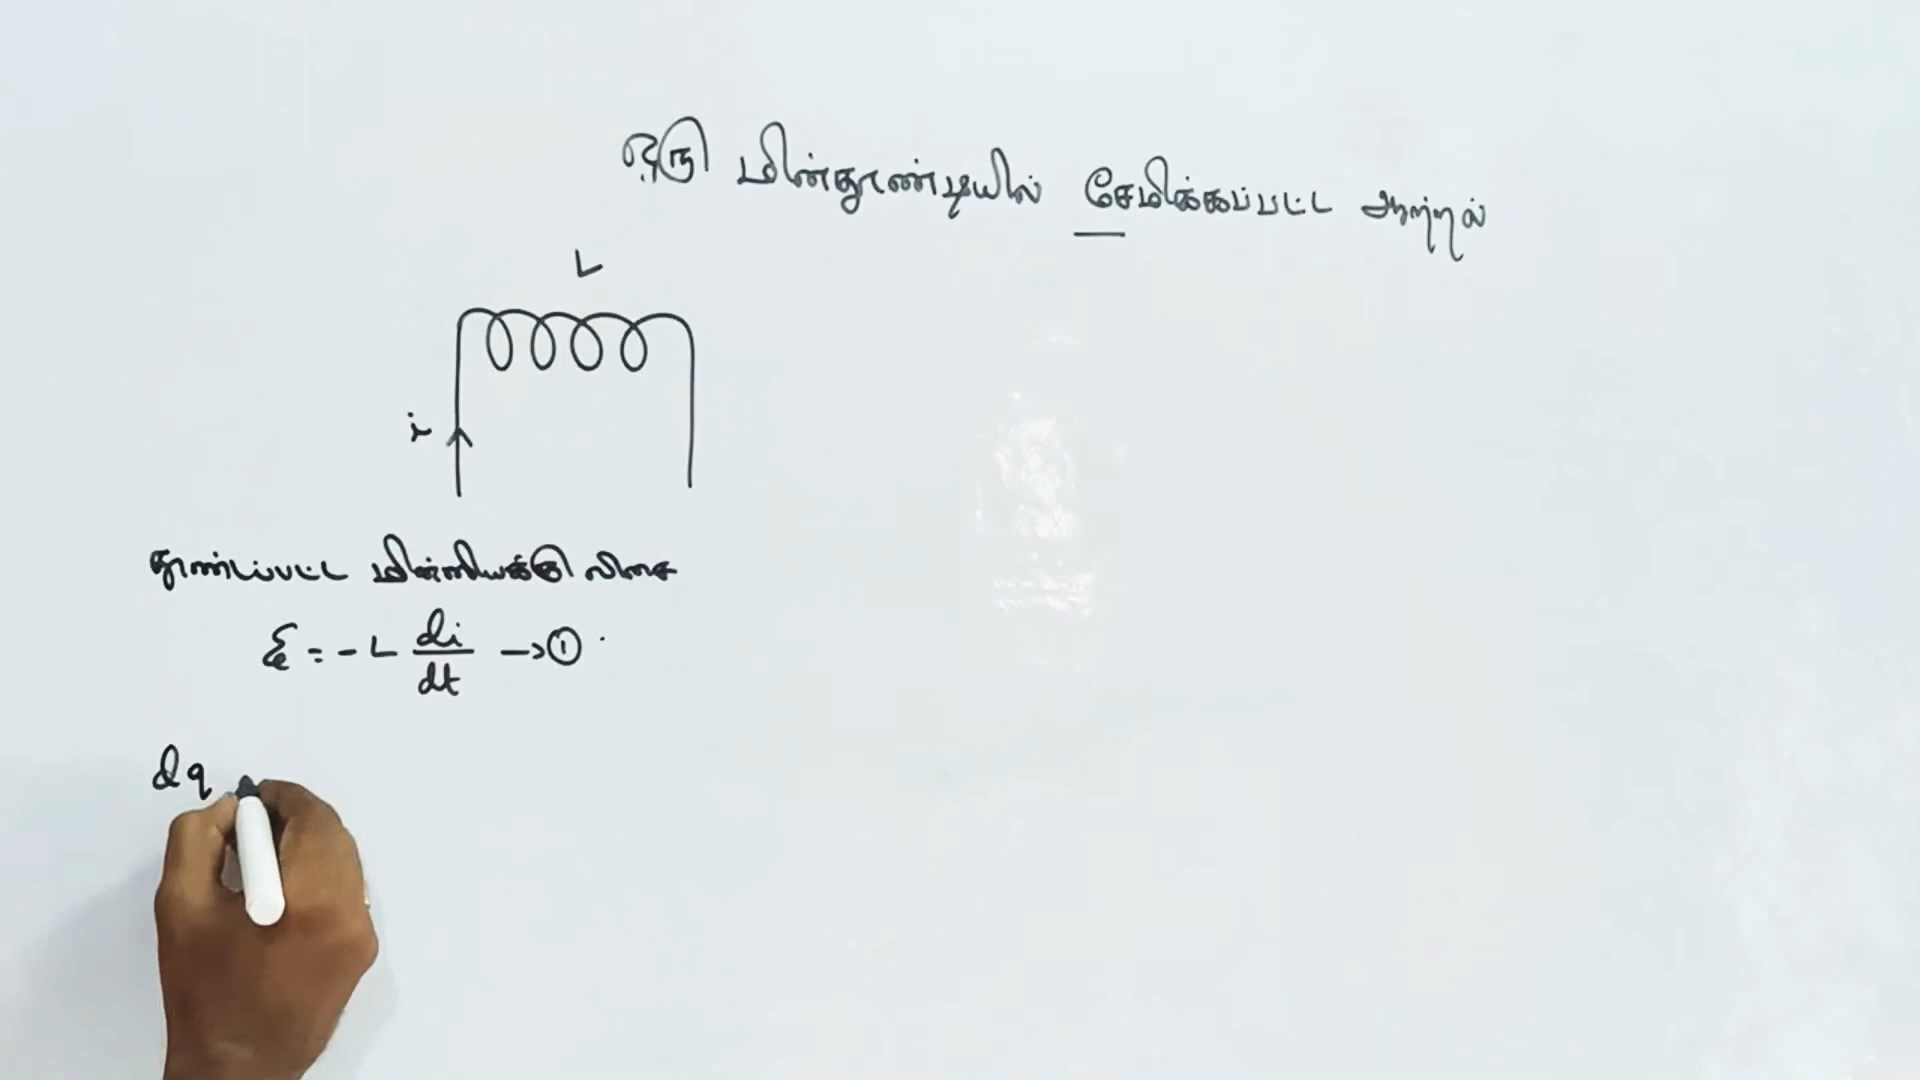 ஒரு மின்தூண்டியில் சேமிக்கப்பட்ட ஆற்றல்
L
i
தூண்டப்பட்ட மின்னியக்கு விசை
ξ = - L di/dt → ①
dq